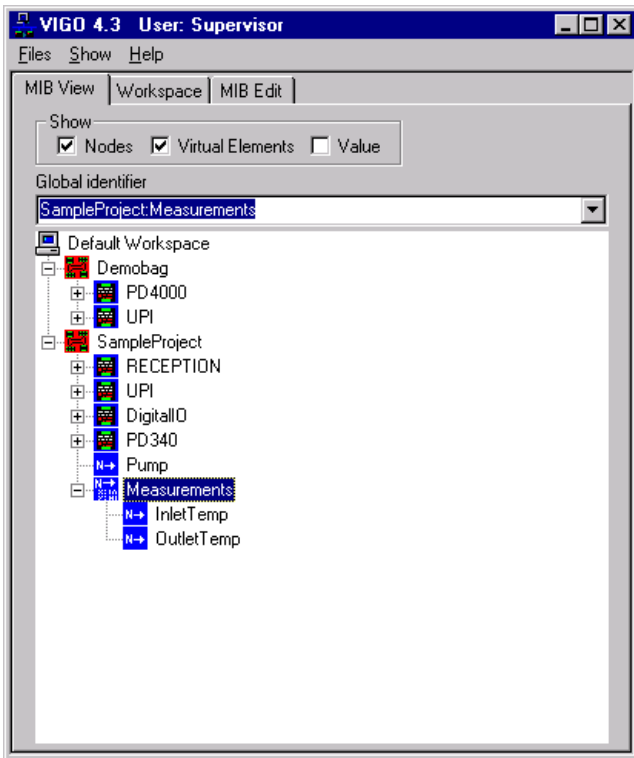 VIGO 4.3 User: Supervisor
Files Show Help
MIB View Workspace MIB Edit
Show
Nodes Virtual Elements Value
Global identifier
SampleProject:Measurements
Default Workspace
Demobag
PD4000
UPI
SampleProject
RECEPTION
UPI
DigitalIO
PD340
N→ Pump
N→ Measurements
N→ InletTemp
N→ OutletTemp